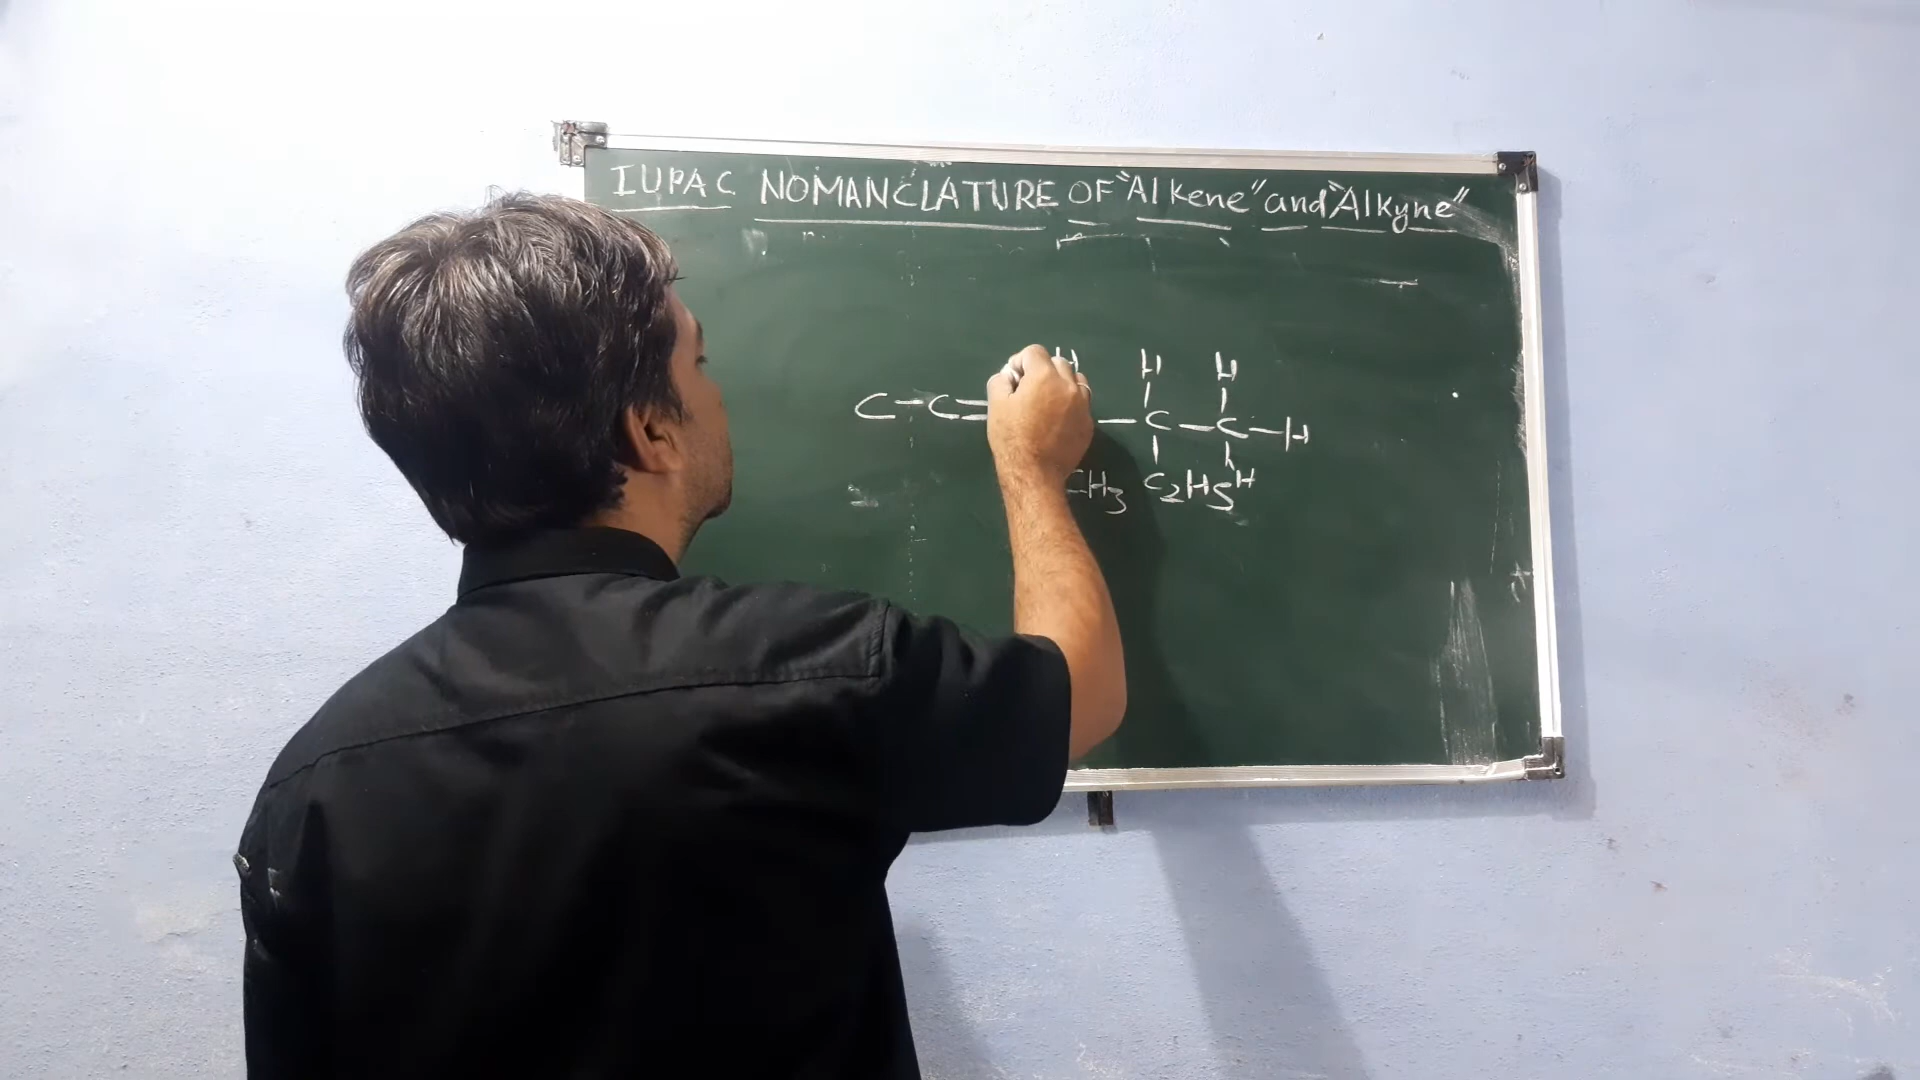 IUPAC NOMANCLATURE OF "Alkene" and "Alkyne"
H H H
C-C= -C-C-H
CH3 C2H5 H